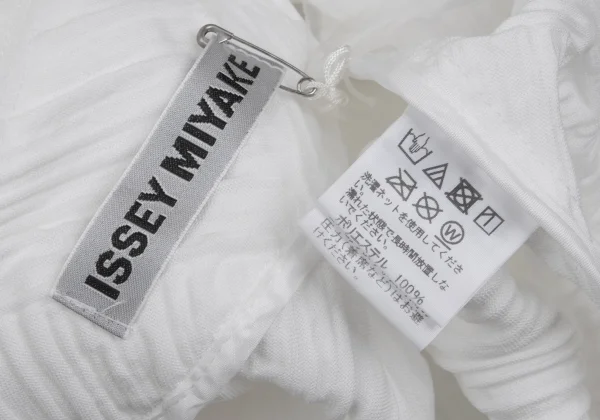 ISSEY MIYAKE
W
洗濯ネットを使用してくださ
い。
濡れた状態で長時間放置しな
いでください。
ポリエステル 100%